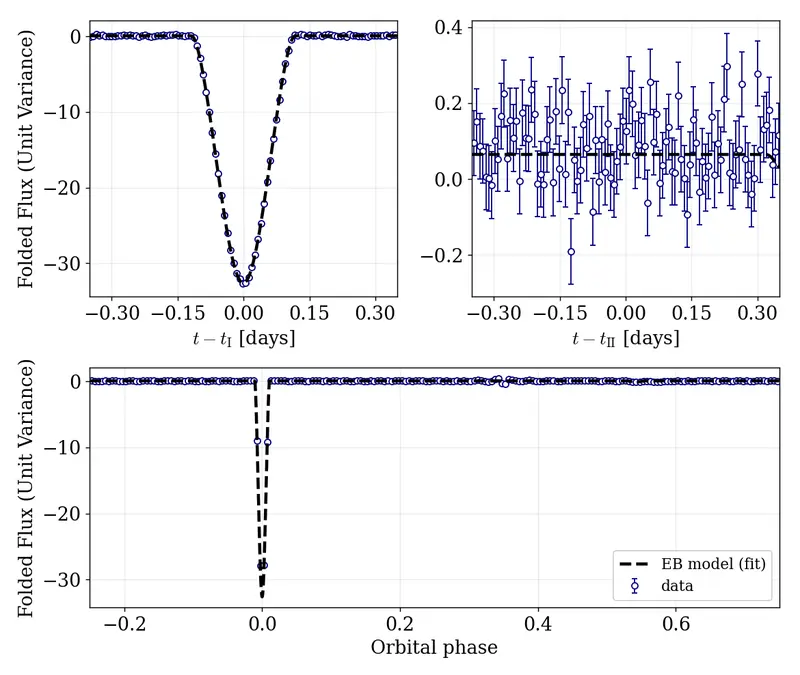 Folded Flux (Unit Variance)
0
−10
−20
−30
−0.30 −0.15 0.00 0.15 0.30
t − tI [days]
0.4
0.2
0.0
−0.2
−0.30 −0.15 0.00 0.15 0.30
t − tII [days]
Folded Flux (Unit Variance)
0
−10
−20
−30
EB model (fit)
data
−0.2 0.0 0.2 0.4 0.6
Orbital phase